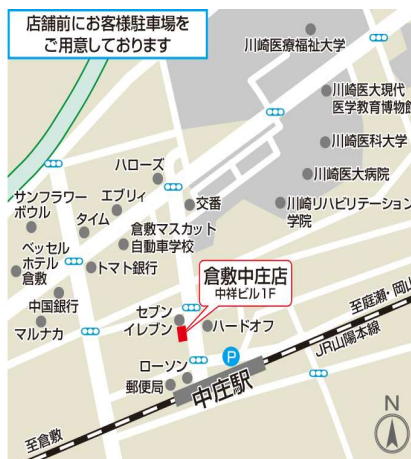 店舗前にお客様駐車場を
ご用意しております
川崎医療福祉大学
川崎医大現代
医学教育博物館
川崎医科大学
ハローズ
川崎医大病院
エブリィ
交番
川崎リハビリテーション
学院
サンフラワー
ボウル
タイム
倉敷マスカット
自動車学校
ベッセル
ホテル
倉敷
トマト銀行
倉敷中庄店
中祥ビル1F
中国銀行
マルナカ
セブン
イレブン
ハードオフ
至庭瀬・岡山
JR山陽本線
ローソン
P
郵便局
中庄駅
至倉敷
N